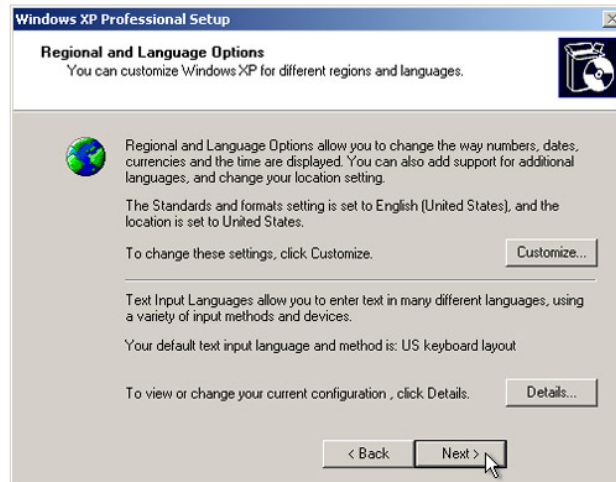 Windows XP Professional Setup
Regional and Language Options
You can customize Windows XP for different regions and languages.
Regional and Language Options allow you to change the way numbers, dates,
currencies and the time are displayed. You can also add support for additional
languages, and change your location setting.
The Standards and formats setting is set to English (United States), and the
location is set to United States.
To change these settings, click Customize.
Customize...
Text Input Languages allow you to enter text in many different languages, using
a variety of input methods and devices.
Your default text input language and method is: US keyboard layout
To view or change your current configuration , click Details.
Details...
< Back
Next >